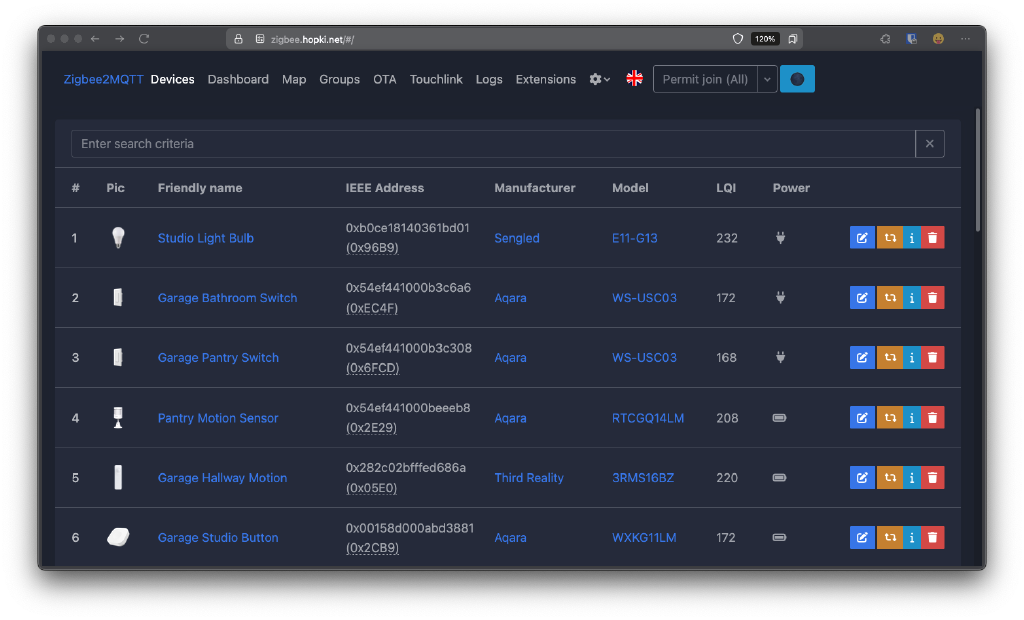 zigbee.hopki.net/#/ 120%
Zigbee2MQTT Devices Dashboard Map Groups OTA Touchlink Logs Extensions Permit join (All)
Enter search criteria
# Pic Friendly name IEEE Address Manufacturer Model LQI Power
1 Studio Light Bulb 0xb0ce18140361bd01 (0x96B9) Sengled E11-G13 232
2 Garage Bathroom Switch 0x54ef441000b3c6a6 (0xEC4F) Aqara WS-USC03 172
3 Garage Pantry Switch 0x54ef441000b3c308 (0x6FCD) Aqara WS-USC03 168
4 Pantry Motion Sensor 0x54ef441000beeeb8 (0x2E29) Aqara RTCGQ14LM 208
5 Garage Hallway Motion 0x282c02bfffed686a (0x05E0) Third Reality 3RMS16BZ 220
6 Garage Studio Button 0x00158d000abd3881 (0x2CB9) Aqara WXKG11LM 172